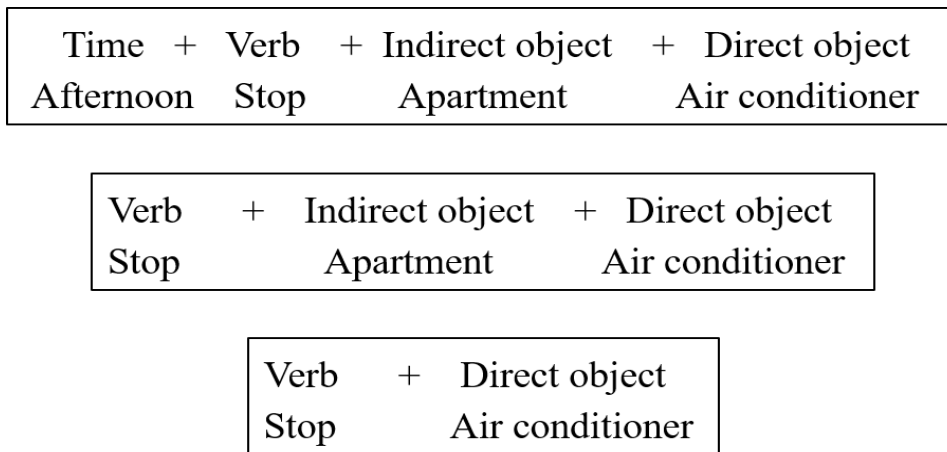 Time + Verb + Indirect object + Direct object
Afternoon Stop Apartment Air conditioner
Verb + Indirect object + Direct object
Stop Apartment Air conditioner
Verb + Direct object
Stop Air conditioner